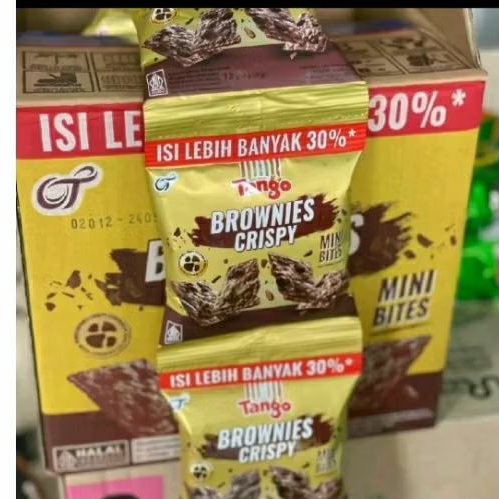 ISI LE
30%*
ISI LEBIH BANYAK 30%*
Tango
BROWNIES
CRISPY
MINI
BITES
02012 - 240
B
S
MINI
BITES
ISI LEBIH BANYAK 30%*
Tango
BROWNIES
CRISPY
HALAL